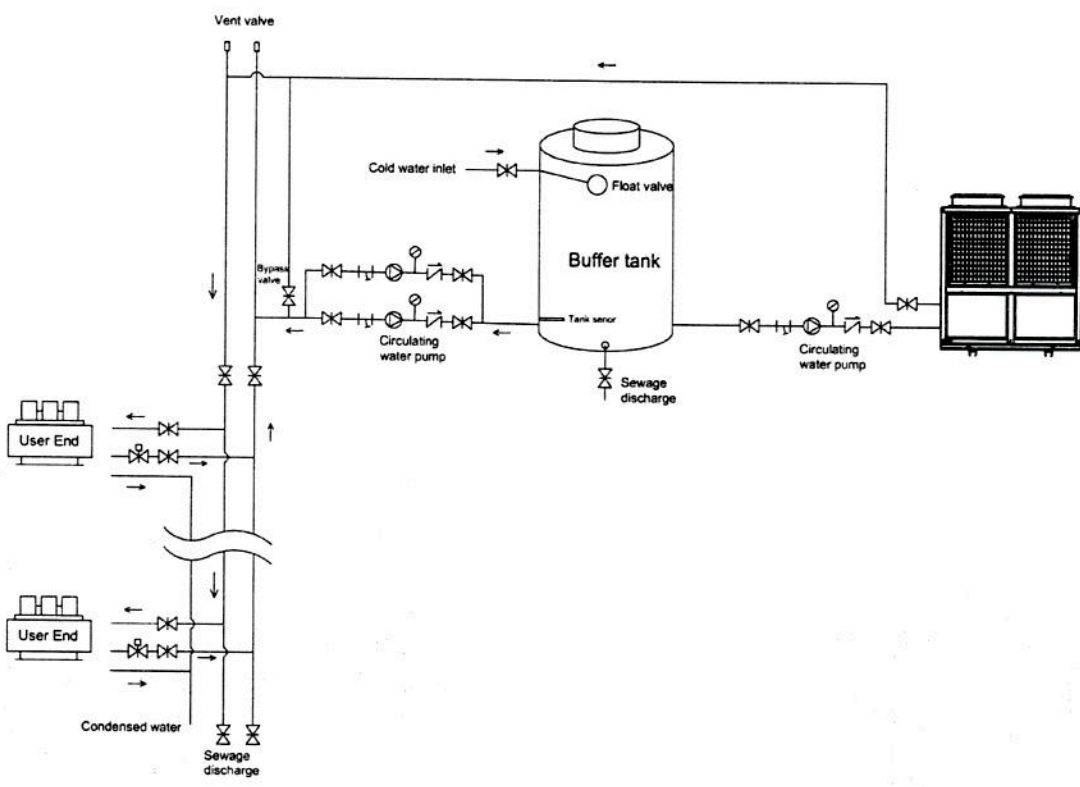 Vent valve
Cold water inlet
Float valve
Buffer tank
Bypass
valve
Tank senior
Circulating
water pump
Circulating
water pump
Sewage
discharge
User End
User End
Condensed water
Sewage
discharge